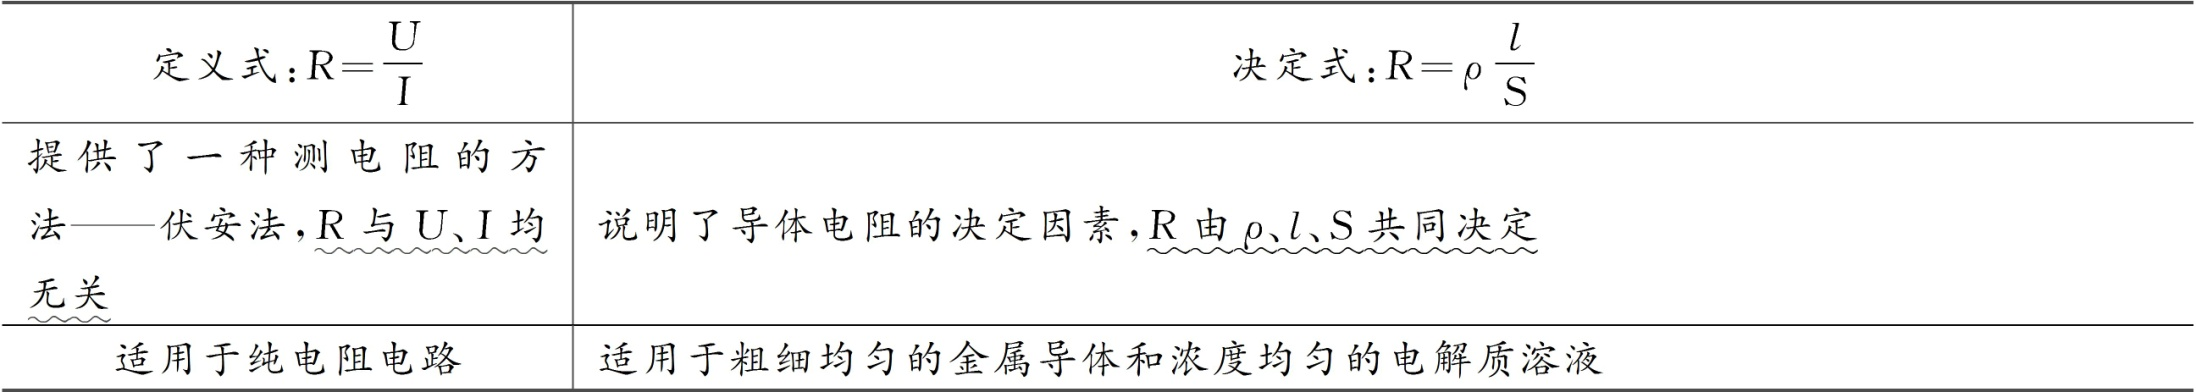 定义式:R=U/I
决定式:R=ρ l/S
提供了一种测电阻的方
法——伏安法,R与U、I均
无关
说明了导体电阻的决定因素,R由ρ、l、S共同决定
适用于纯电阻电路
适用于粗细均匀的金属导体和浓度均匀的电解质溶液